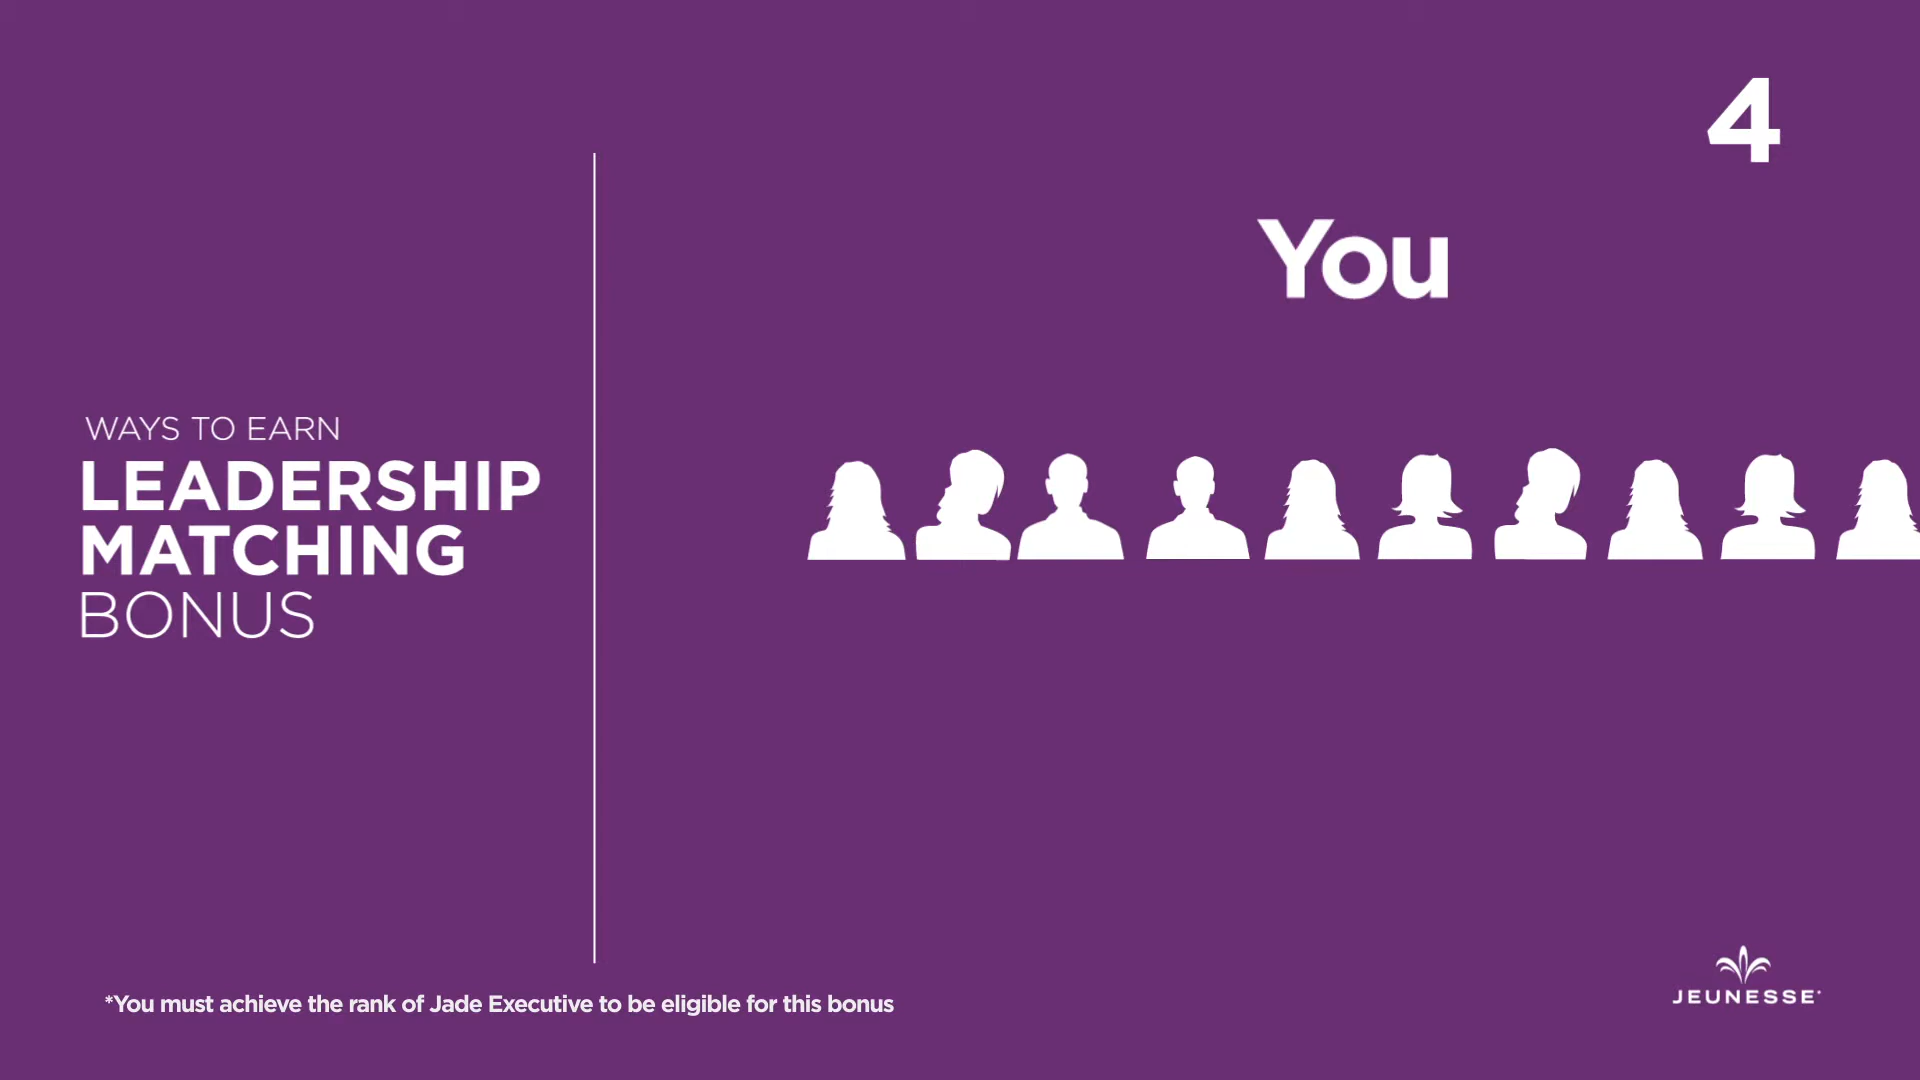 4
You
WAYS TO EARN
LEADERSHIP
MATCHING
BONUS
*You must achieve the rank of Jade Executive to be eligible for this bonus
JEUNESSE